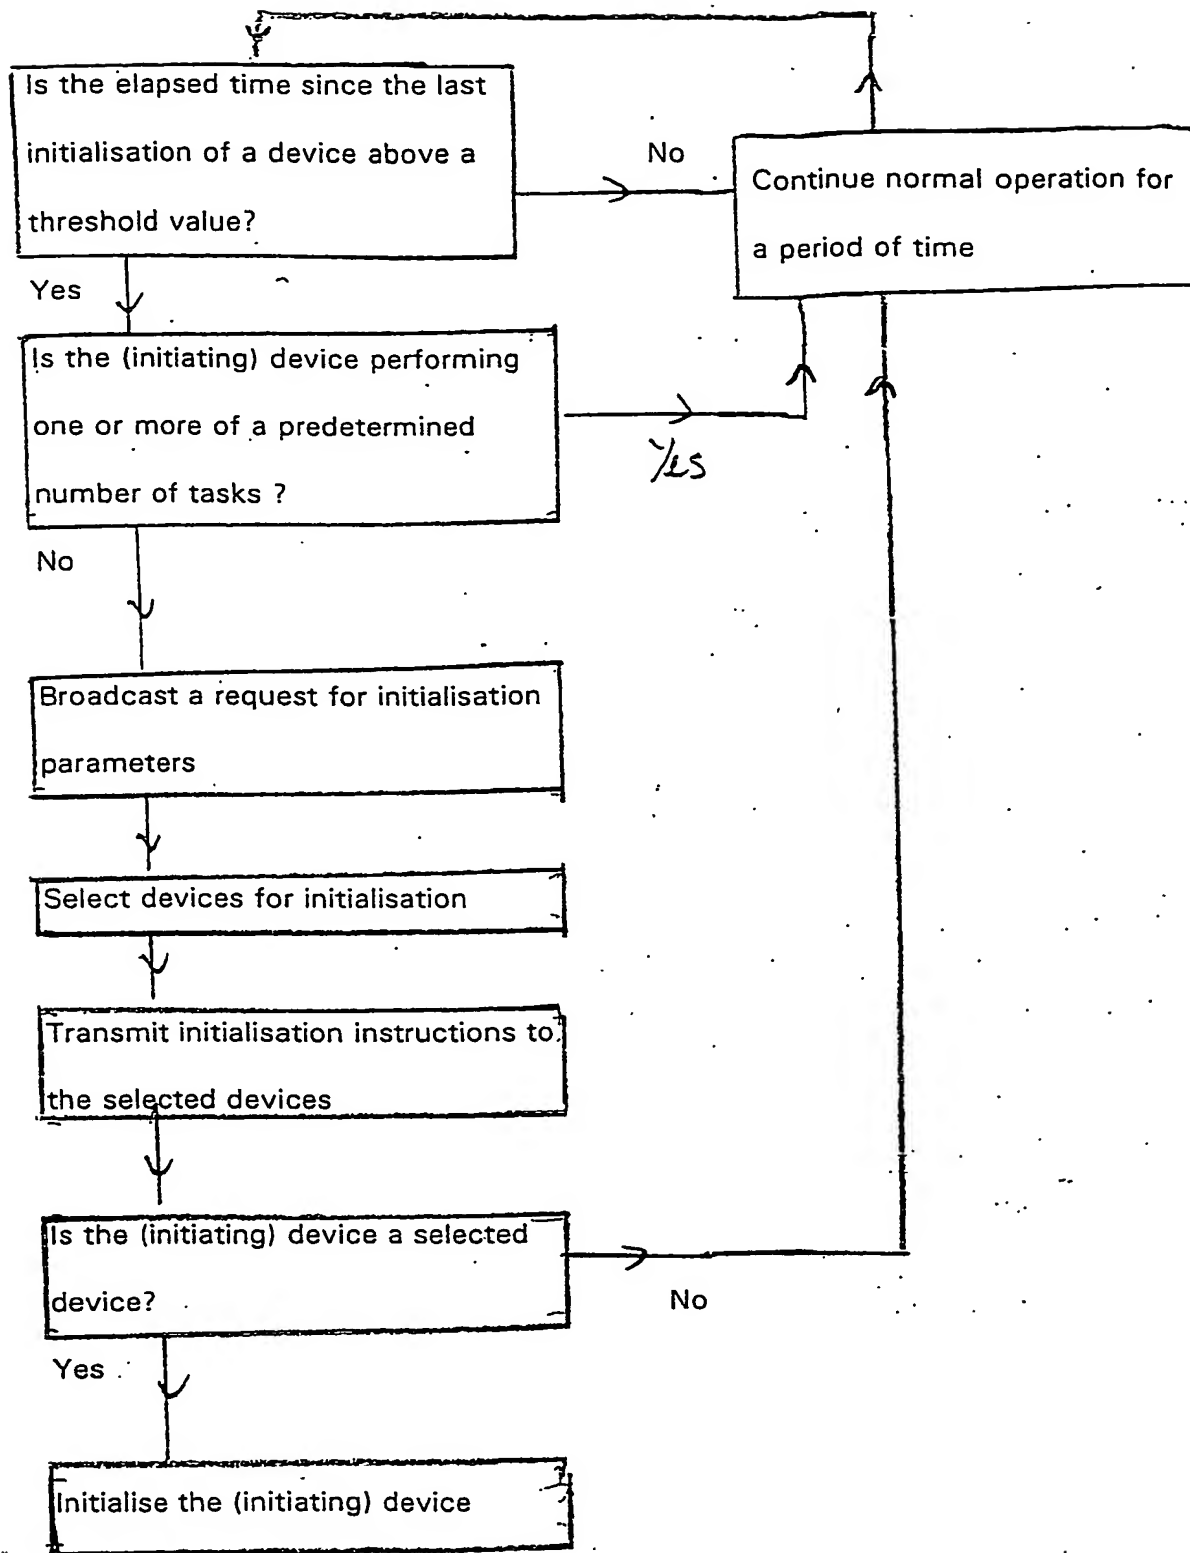 Is the elapsed time since the last
initialisation of a device above a
threshold value?
No
Continue normal operation for
a period of time
Yes
Is the (initiating) device performing
one or more of a predetermined
number of tasks ?
Yes
No
Broadcast a request for initialisation
parameters
Select devices for initialisation
Transmit initialisation instructions to
the selected devices
Is the (initiating) device a selected
device?
No
Yes
Initialise the (initiating) device